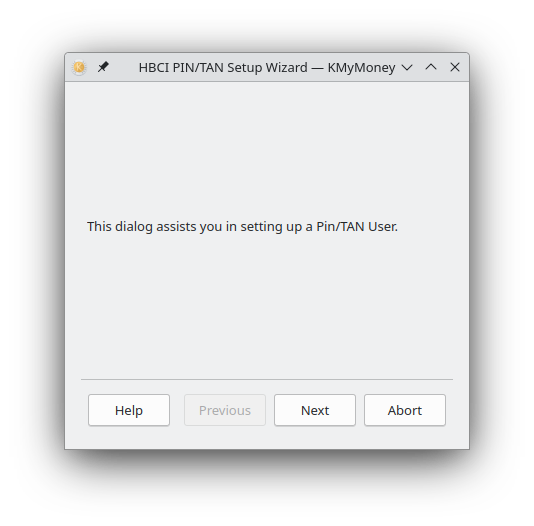 HBCI PIN/TAN Setup Wizard — KMyMoney
This dialog assists you in setting up a Pin/TAN User.
Help Previous Next Abort